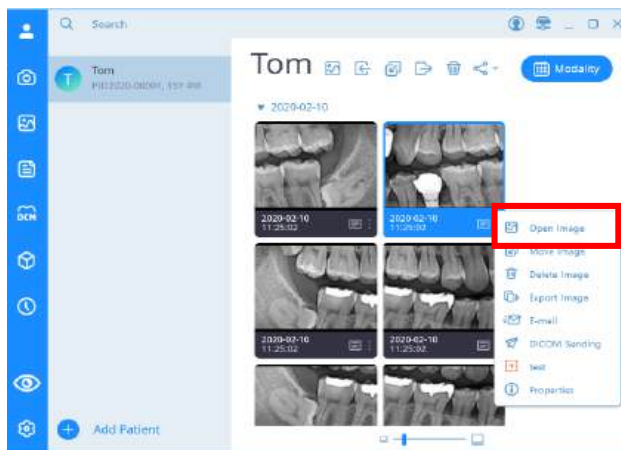 Search
Tom
Tom
Modality
2020-02-10
2020-02-10
11:25:02
2020-02-10
11:25:02
Open Image
Move Image
Delete Image
Export Image
E-mail
DICOM Sending
test
Properties
2020-02-10
11:25:02
2020-02-10
11:25:02
DCM
T
Add Patient